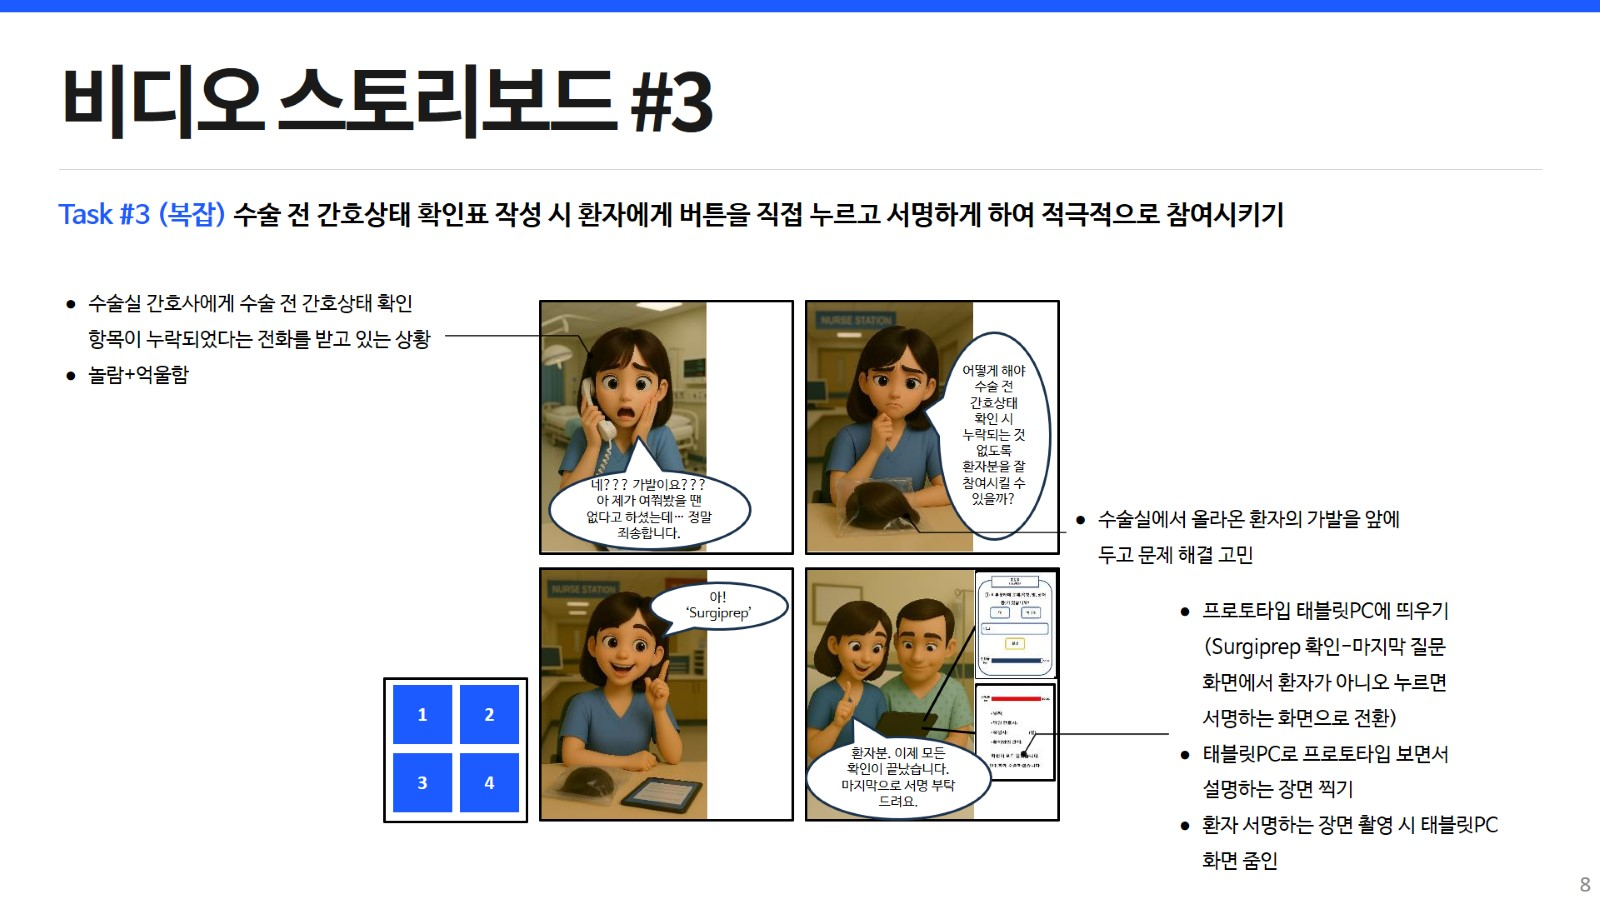 비디오 스토리보드 #3
Task #3 (복잡) 수술 전 간호상태 확인표 작성 시 환자에게 버튼을 직접 누르고 서명하게 하여 적극적으로 참여시키기
● 수술실 간호사에게 수술 전 간호상태 확인
항목이 누락되었다는 전화를 받고 있는 상황
● 놀람+억울함
네??? 가발이요???
아 제가 여쭤봤을 땐
없다고 하셨는데… 정말
죄송합니다.
NURSE STATION
어떻게 해야
수술 전
간호상태
확인 시
누락되는 것
없도록
환자분을 잘
참여시킬 수
있을까?
● 수술실에서 올라온 환자의 가발을 앞에
두고 문제 해결 고민
NURSE STATION
아!
‘Surgiprep’
환자분. 이제 모든
확인이 끝났습니다.
마지막으로 서명 부탁
드려요.
● 프로토타입 태블릿PC에 띄우기
(Surgiprep 확인-마지막 질문
화면에서 환자가 아니오 누르면
서명하는 화면으로 전환)
● 태블릿PC로 프로토타입 보면서
설명하는 장면 찍기
● 환자 서명하는 장면 촬영 시 태블릿PC
화면 줌인
1 2
3 4
8